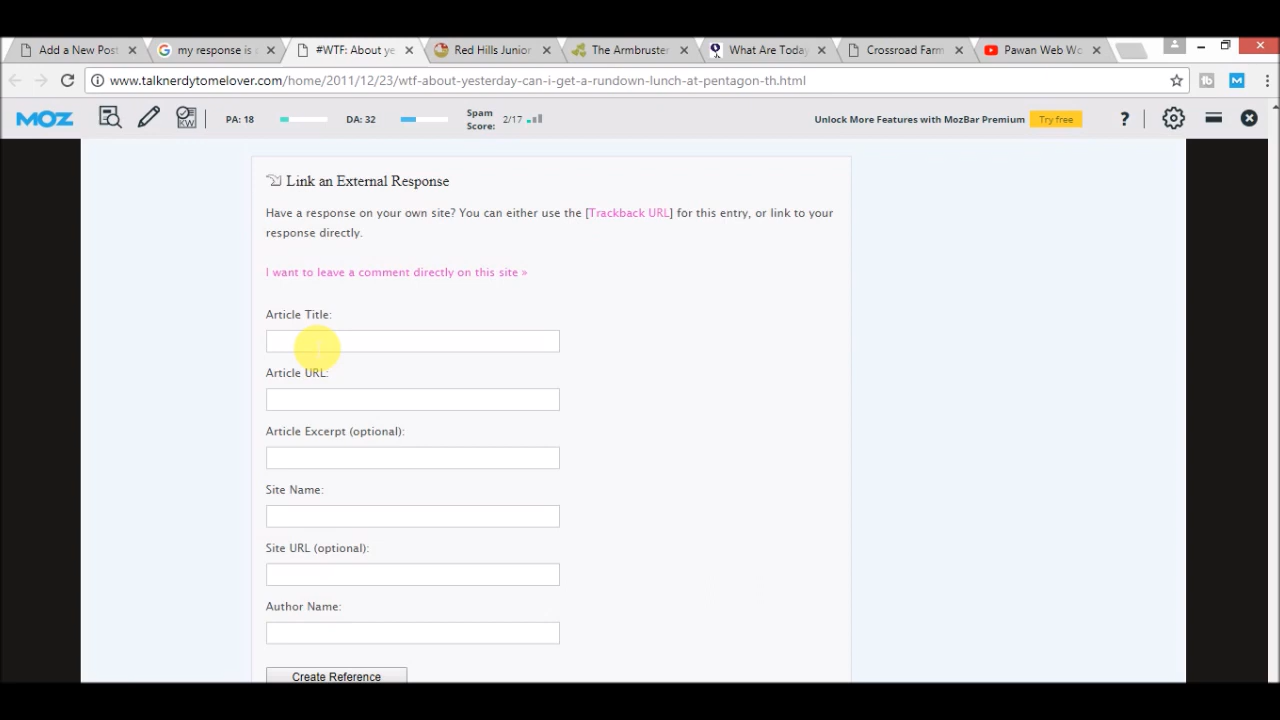 Add a New Post
my response is o
#WTF: About ye
Red Hills Junior
The Armbruster
What Are Today
Crossroad Farm
Pawan Web Wo
www.talknerdytomelover.com/home/2011/12/23/wtf-about-yesterday-can-i-get-a-rundown-lunch-at-pentagon-th.html
MOZ
PA: 18
DA: 32
Spam
Score:
2/17
Unlock More Features with MozBar Premium
Try free
?
Link an External Response
Have a response on your own site? You can either use the [Trackback URL] for this entry, or link to your
response directly.
I want to leave a comment directly on this site »
Article Title:
Article URL:
Article Excerpt (optional):
Site Name:
Site URL (optional):
Author Name:
Create Reference